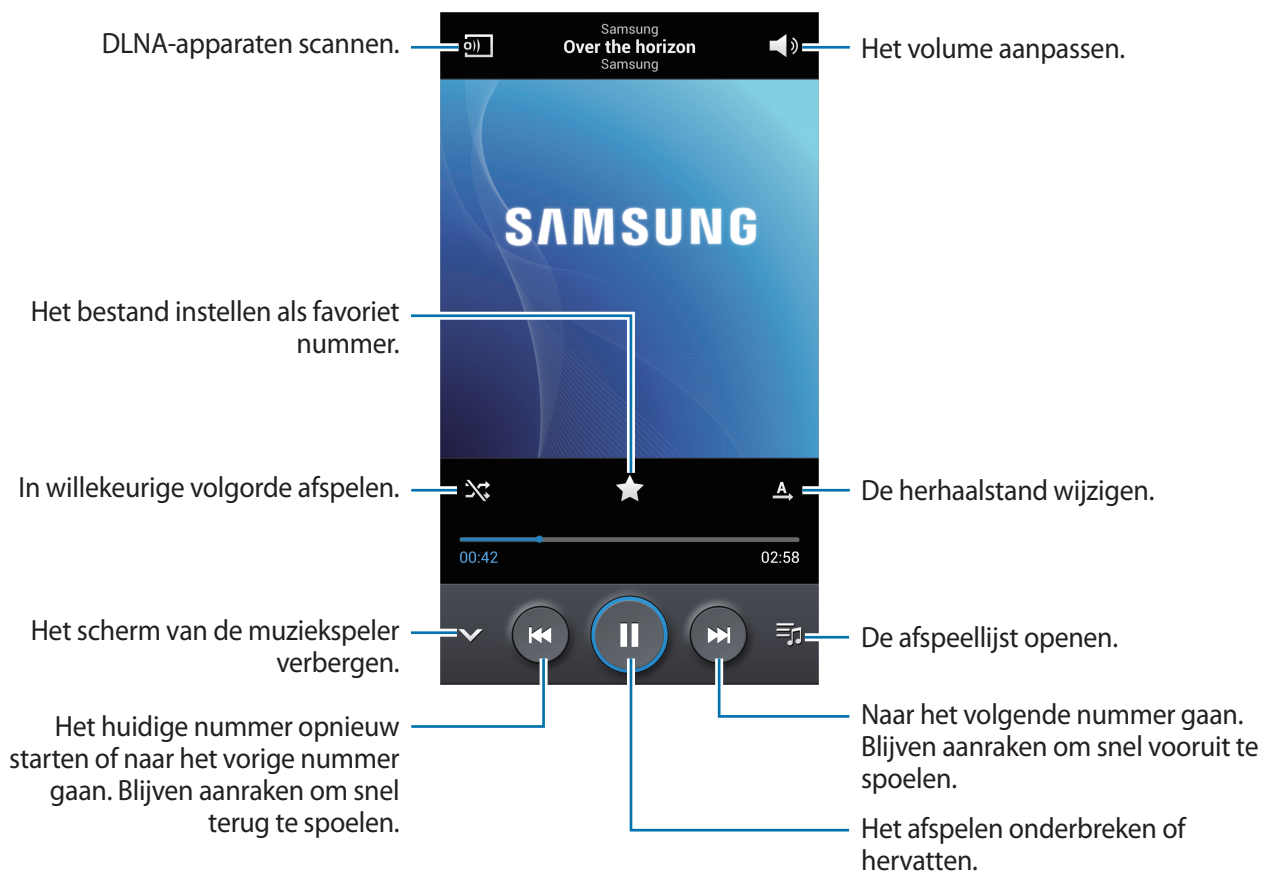 DLNA-apparaten scannen.
Samsung
Over the horizon
Samsung
Het volume aanpassen.
SAMSUNG
Het bestand instellen als favoriet
nummer.
In willekeurige volgorde afspelen.
A
De herhaalstand wijzigen.
00:42
02:58
Het scherm van de muziekspeler
verbergen.
De afspeellijst openen.
Het huidige nummer opnieuw
starten of naar het vorige nummer
gaan. Blijven aanraken om snel
terug te spoelen.
Naar het volgende nummer gaan.
Blijven aanraken om snel vooruit te
spoelen.
Het afspelen onderbreken of
hervatten.